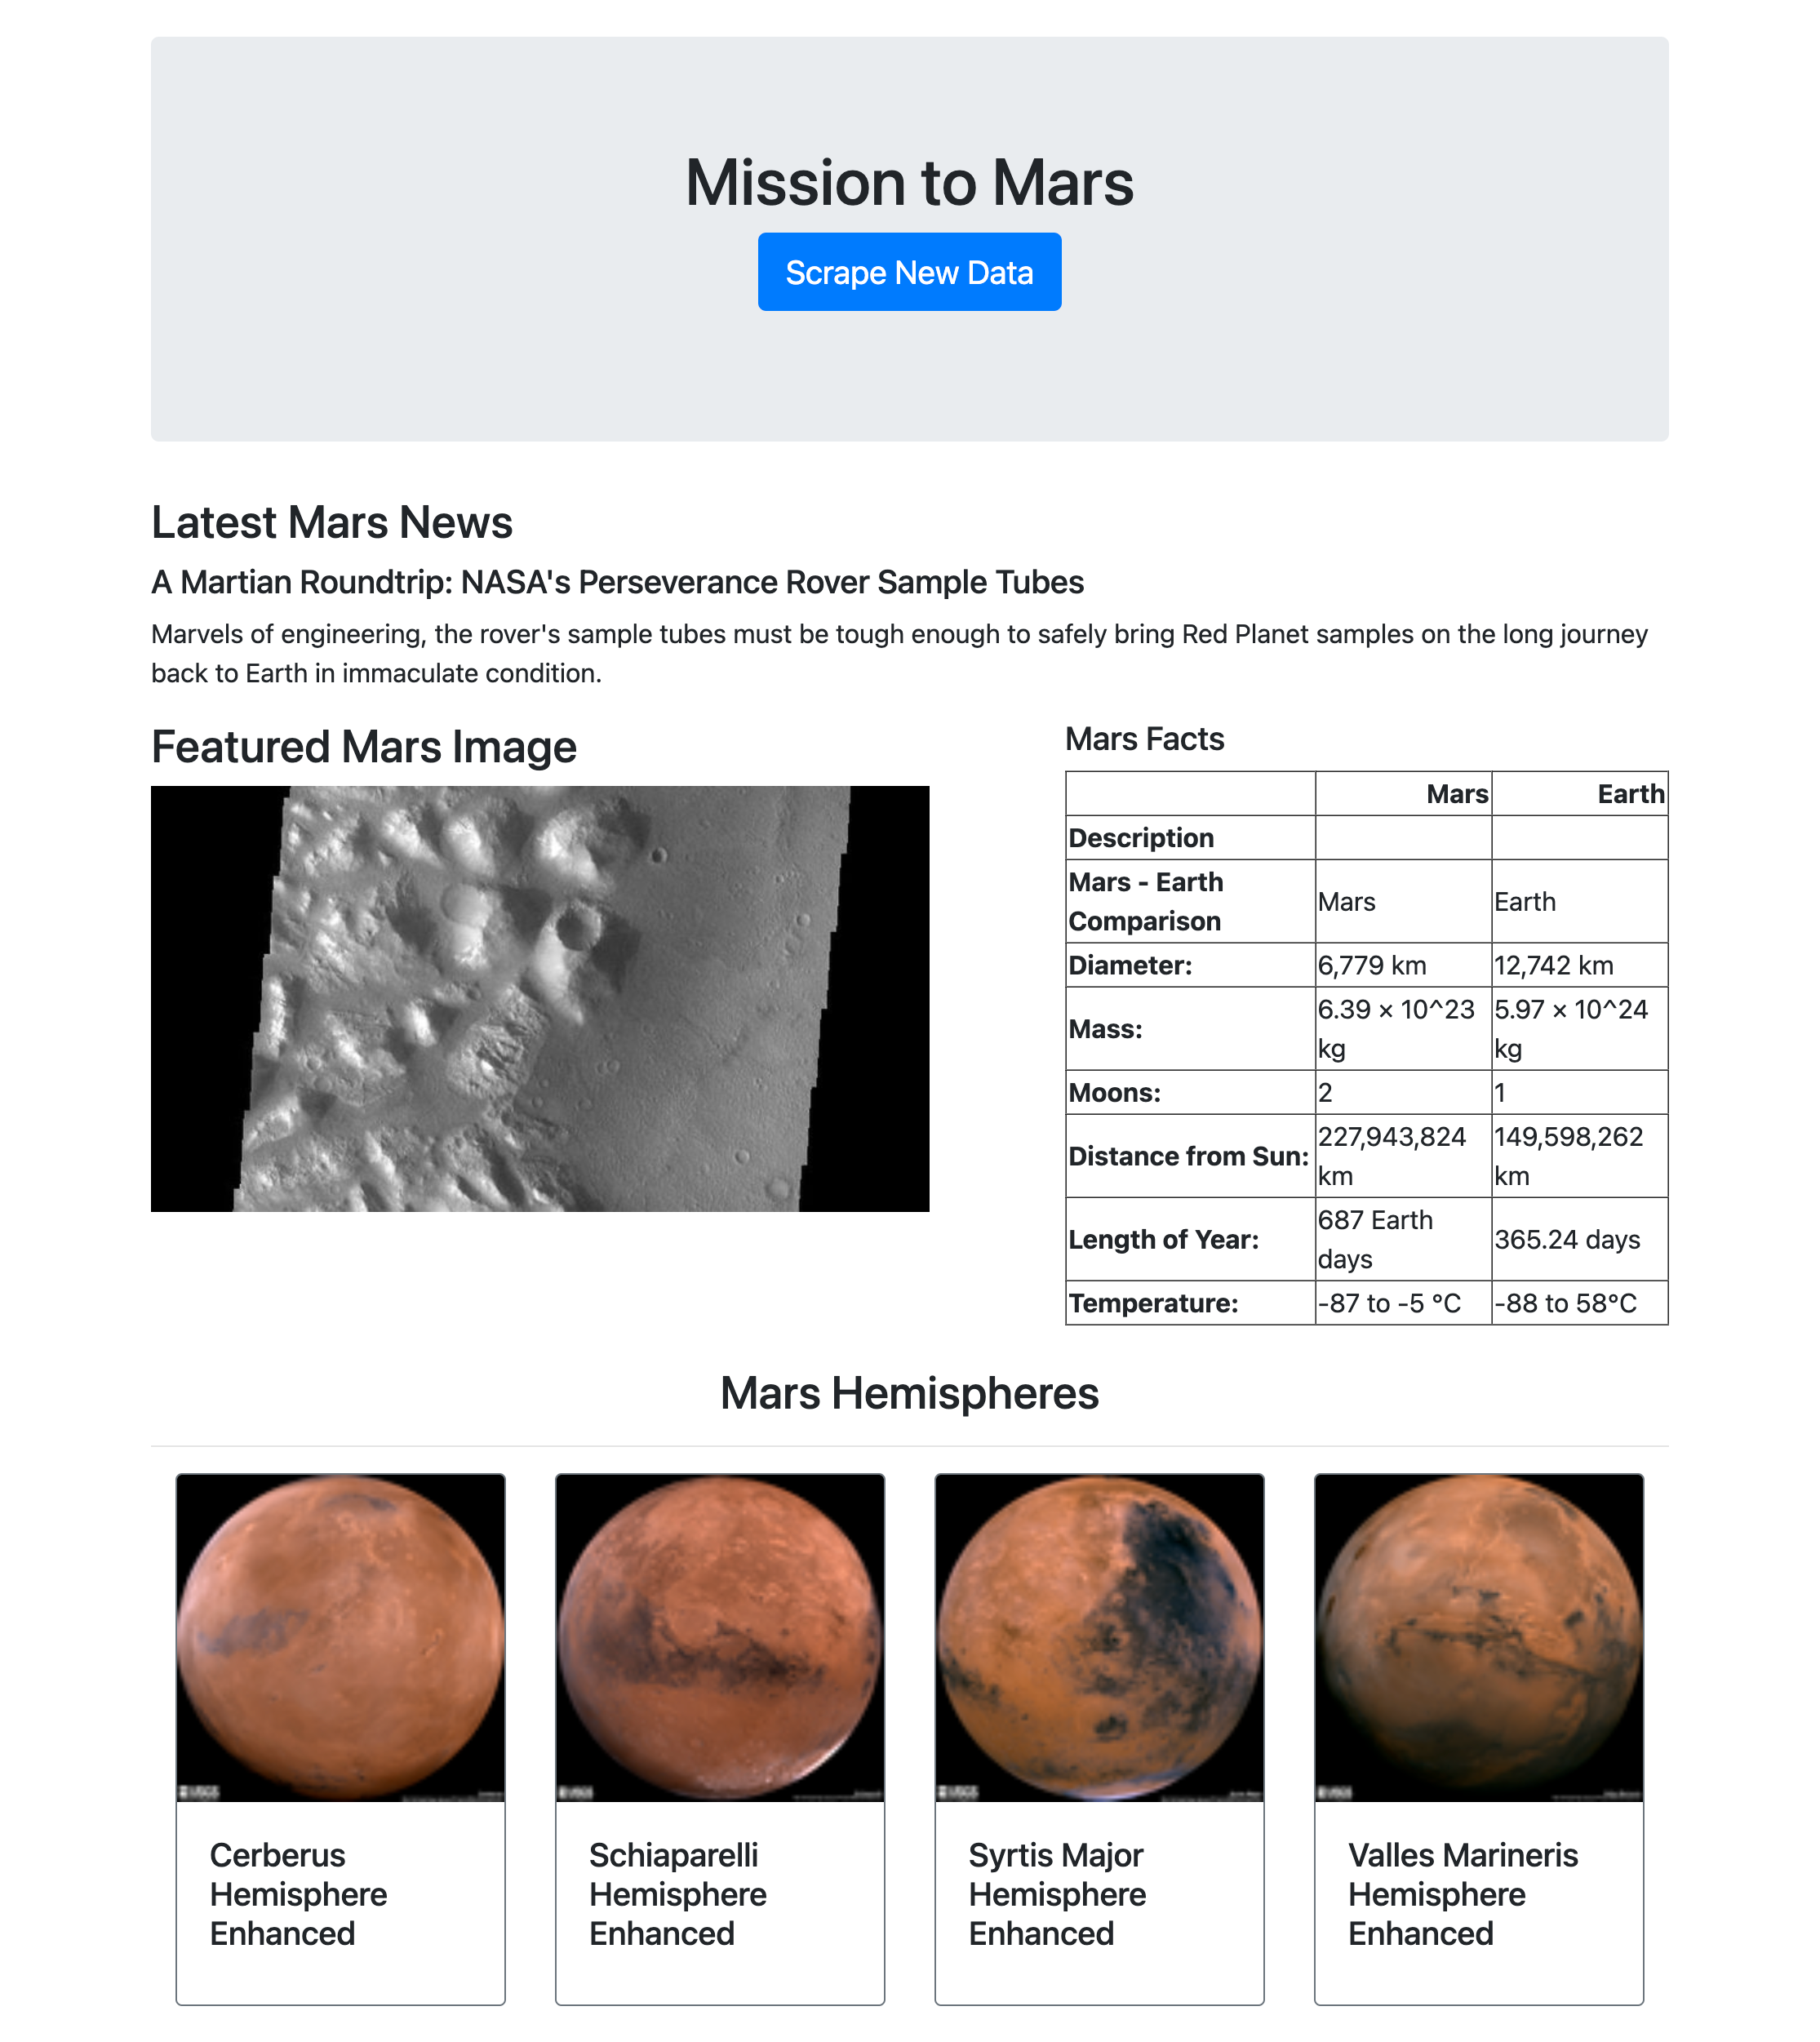 Mission to Mars
Scrape New Data
Latest Mars News
A Martian Roundtrip: NASA's Perseverance Rover Sample Tubes
Marvels of engineering, the rover's sample tubes must be tough enough to safely bring Red Planet samples on the long journey
back to Earth in immaculate condition.
Featured Mars Image
Mars Facts
Mars Earth
Description
Mars - Earth
Comparison
Mars Earth
Diameter: 6,779 km 12,742 km
Mass: 6.39 × 10^23 kg 5.97 × 10^24 kg
Moons: 2 1
Distance from Sun: 227,943,824 km 149,598,262 km
Length of Year: 687 Earth days 365.24 days
Temperature: -87 to -5 °C -88 to 58°C
Mars Hemispheres
USGS
USGS
USGS
USGS
Cerberus
Hemisphere
Enhanced
Schiaparelli
Hemisphere
Enhanced
Syrtis Major
Hemisphere
Enhanced
Valles Marineris
Hemisphere
Enhanced